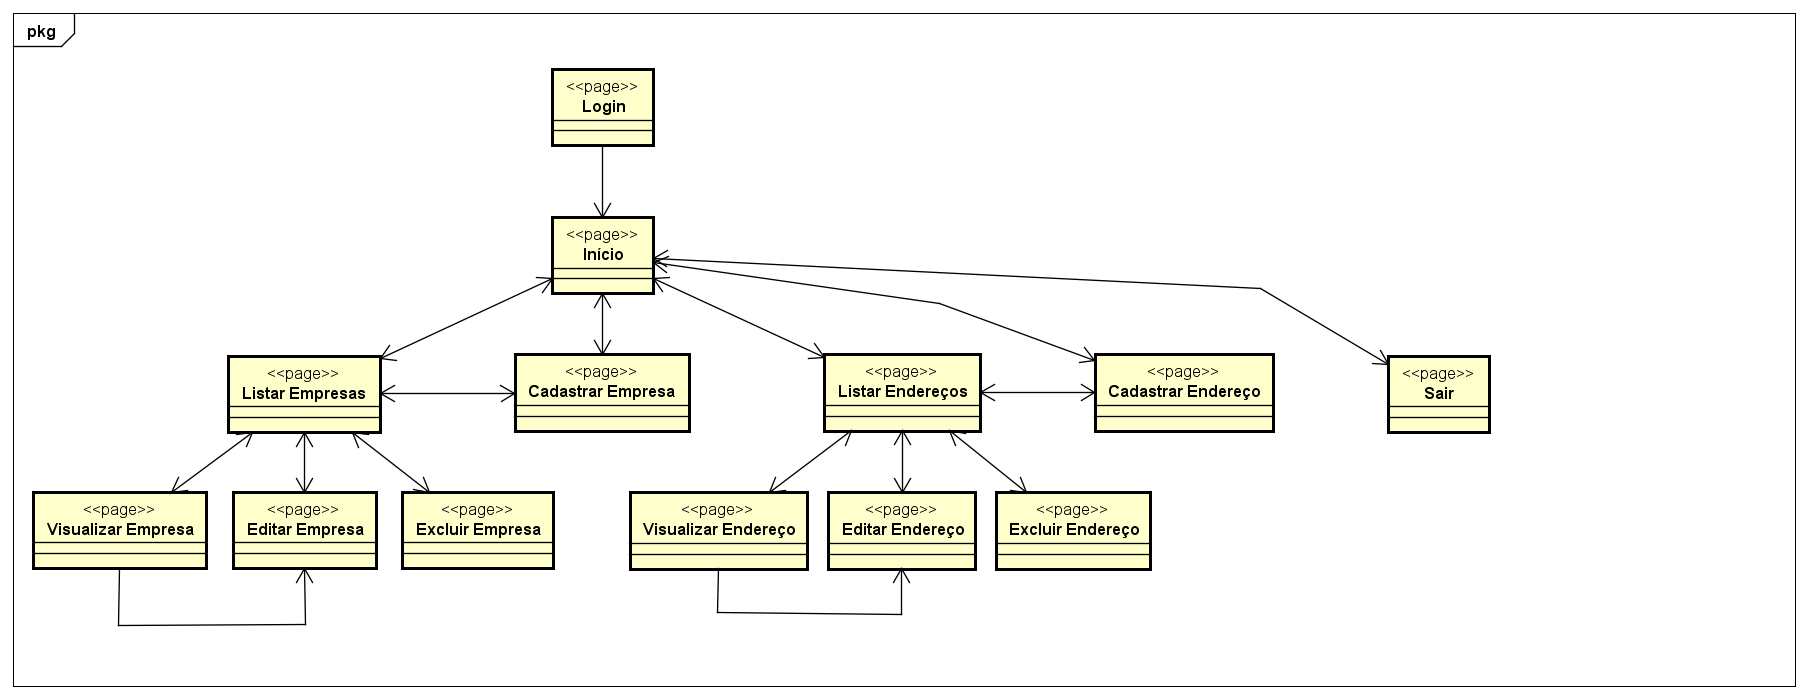 pkg
<<page>>
Login
<<page>>
Início
<<page>>
Listar Empresas
<<page>>
Cadastrar Empresa
<<page>>
Listar Endereços
<<page>>
Cadastrar Endereço
<<page>>
Sair
<<page>>
Visualizar Empresa
<<page>>
Editar Empresa
<<page>>
Excluir Empresa
<<page>>
Visualizar Endereço
<<page>>
Editar Endereço
<<page>>
Excluir Endereço